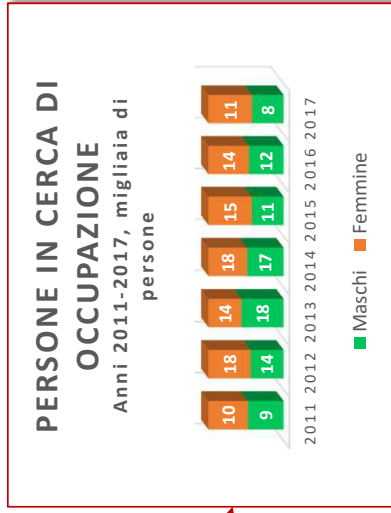 PERSONE IN CERCA DI
OCCUPAZIONE
Anni 2011-2017, migliaia di
persone
10 18 14 18 15 14 11
9 14 18 17 11 12 8
2011 2012 2013 2014 2015 2016 2017
Maschi Femmine